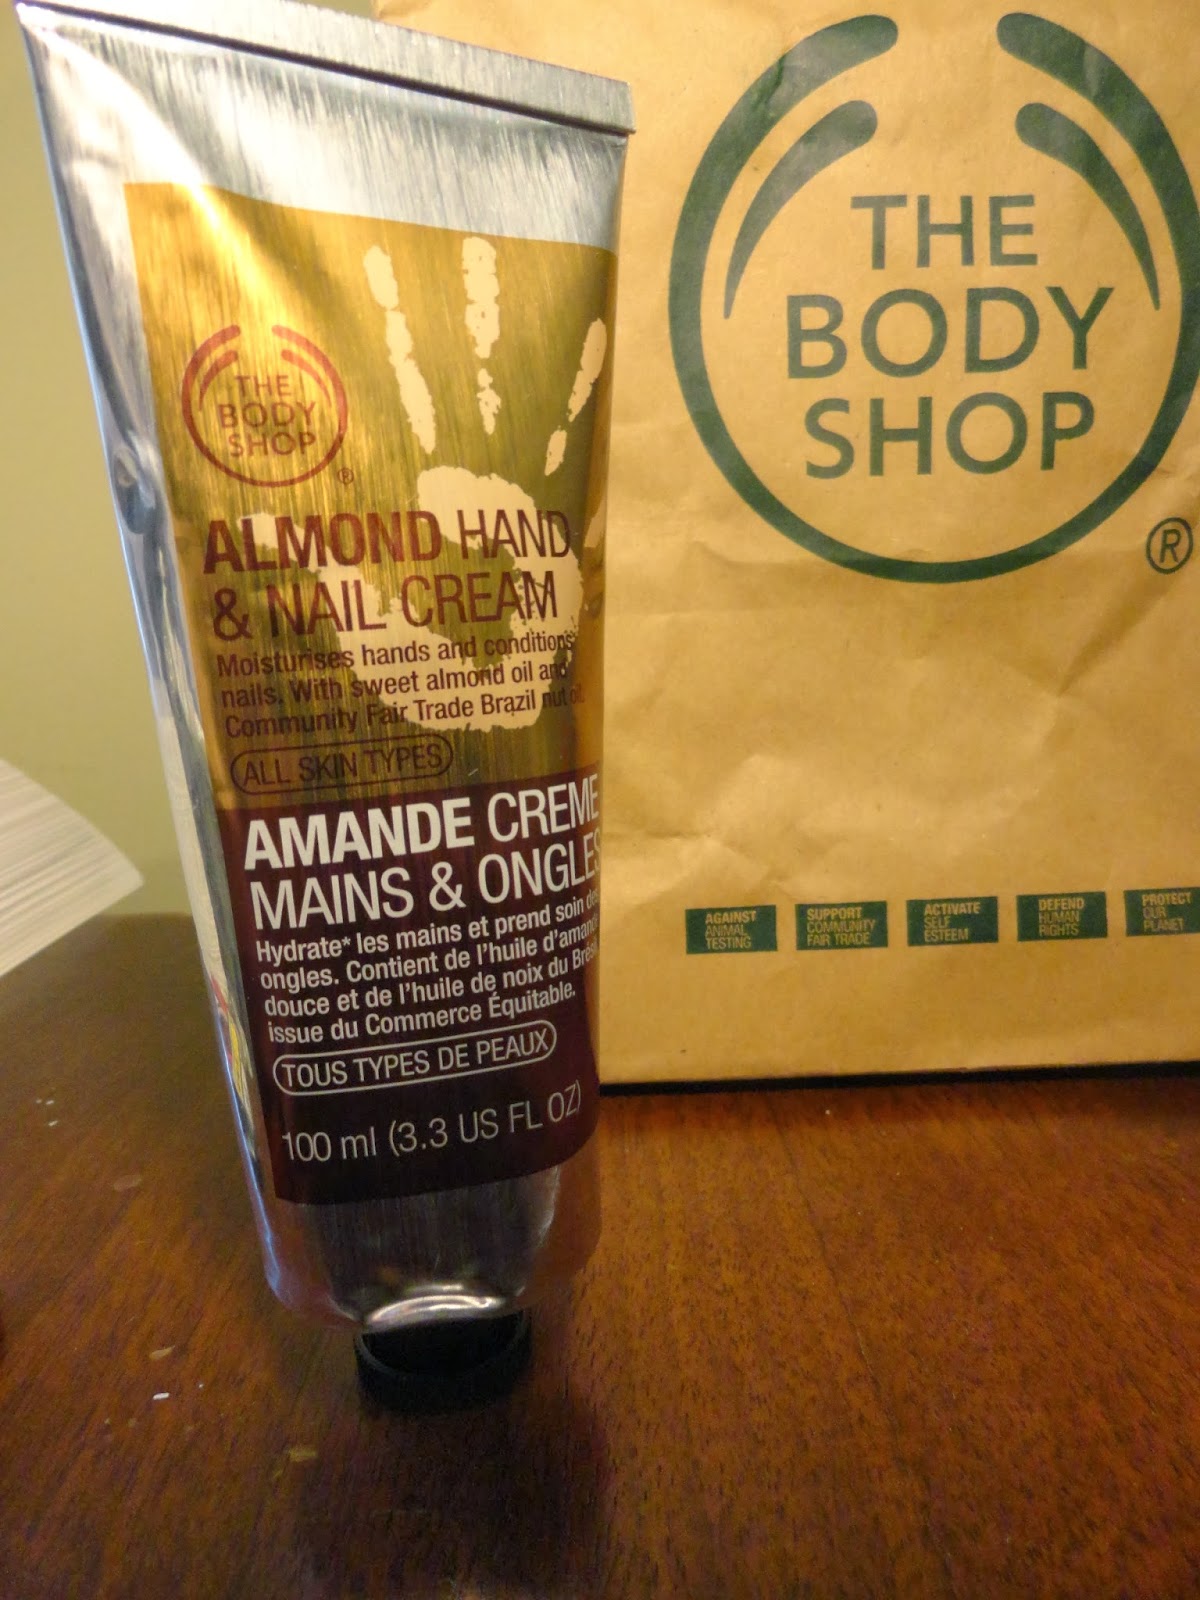 THE
BODY
SHOP
®
ALMOND HAND
& NAIL CREAM
Moisturises hands and conditions
nails. With sweet almond oil and
Community Fair Trade Brazil nut oil.
ALL SKIN TYPES
AMANDE CREME
MAINS & ONGLES
Hydrate* les mains et prend soin des
ongles. Contient de l'huile d'amande
douce et de l'huile de noix du Brésil
issue du Commerce Équitable.
TOUS TYPES DE PEAUX
100 ml (3.3 US FL OZ)
THE
BODY
SHOP
®
AGAINST
ANIMAL
TESTING
SUPPORT
COMMUNITY
FAIR TRADE
ACTIVATE
SELF
ESTEEM
DEFEND
HUMAN
RIGHTS
PROTECT
OUR
PLANET